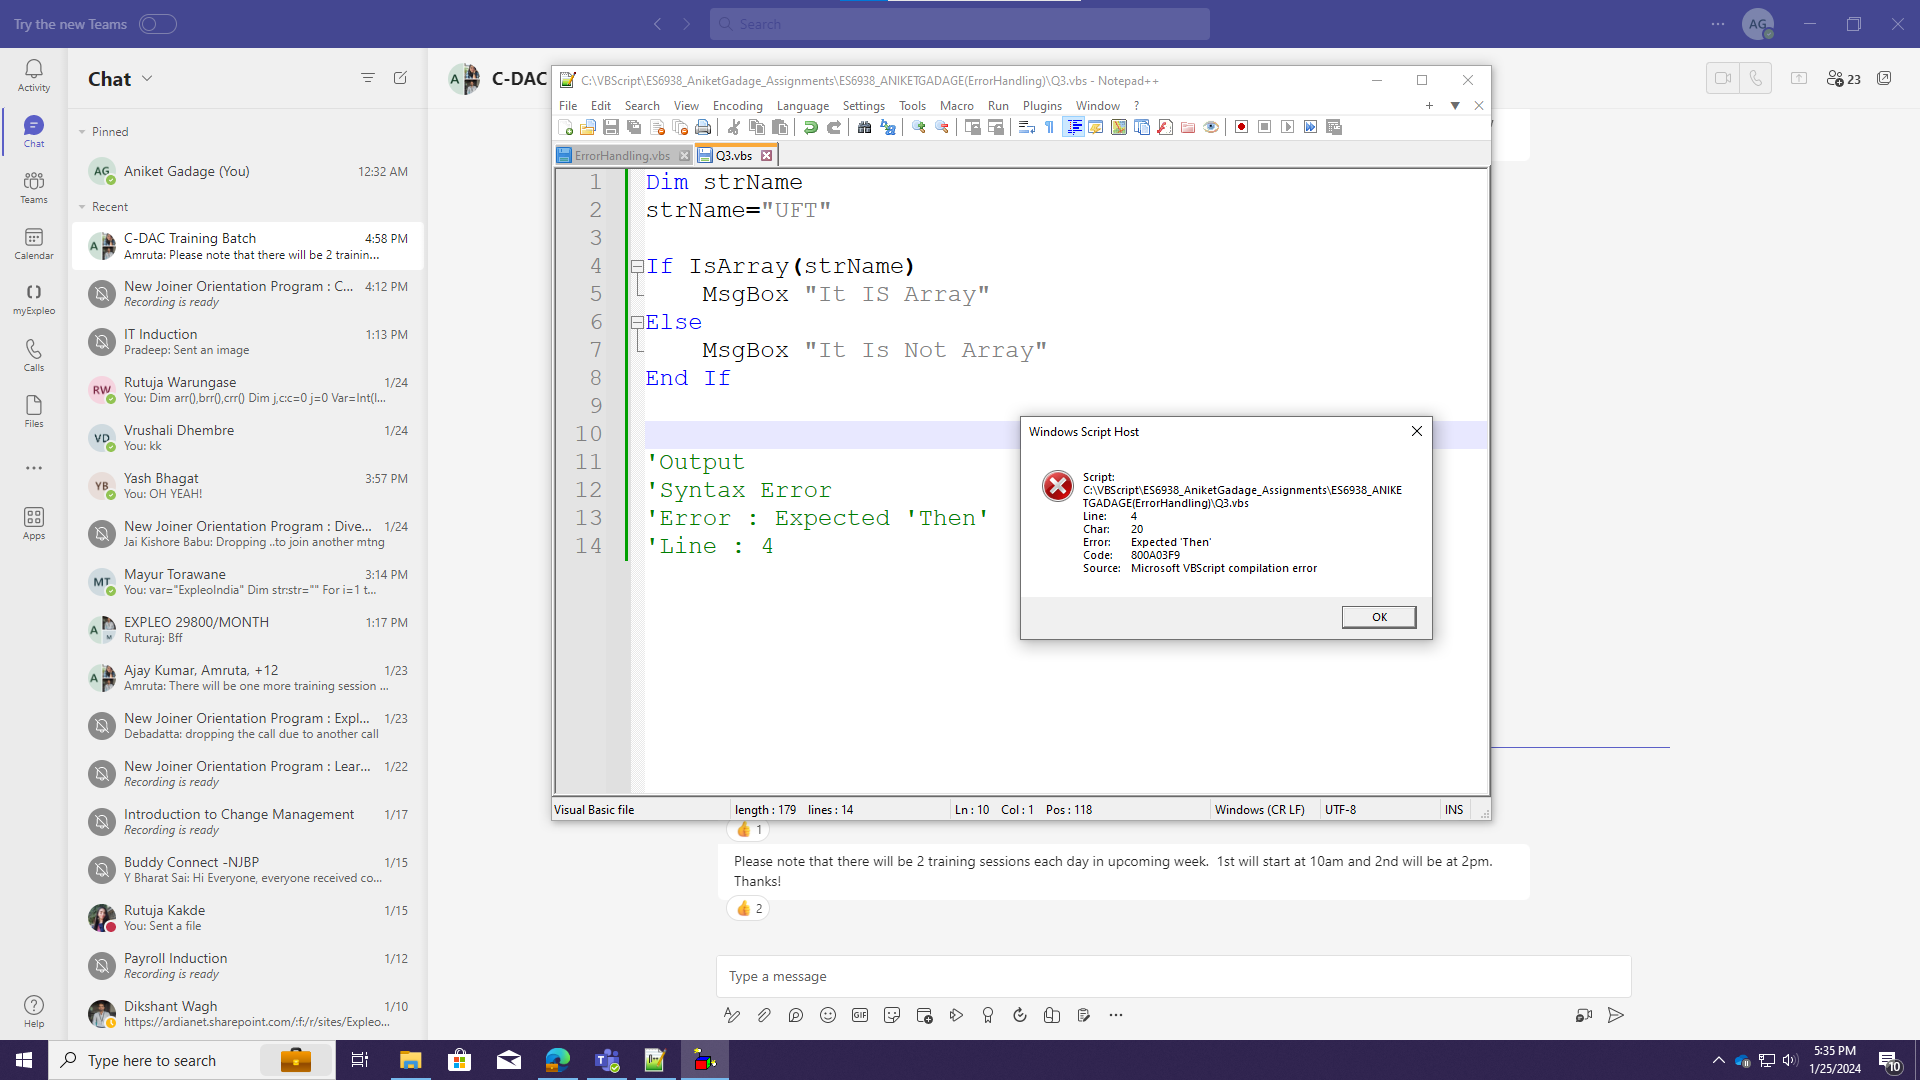 Try the new Teams
Search
AG
Activity
Chat
Teams
Calendar
myExpleo
Calls
Files
Apps
Help
Chat
Pinned
AG
Aniket Gadage (You)
12:32 AM
Recent
C-DAC Training Batch
4:58 PM
Amruta: Please note that there will be 2 trainin...
New Joiner Orientation Program : C...
4:12 PM
Recording is ready
IT Induction
1:13 PM
Pradeep: Sent an image
RW
Rutuja Warungase
1/24
You: Dim arr(),brr(),crr() Dim j,c:c=0 j=0 Var=Int(I...
VD
Vrushali Dhembre
1/24
You: kk
YB
Yash Bhagat
3:57 PM
You: OH YEAH!
New Joiner Orientation Program : Dive...
1/24
Jai Kishore Babu: Dropping ..to join another mtng
MT
Mayur Torawane
3:14 PM
You: var="ExpleoIndia" Dim str:str="" For i=1 t...
EXPLEO 29800/MONTH
1:17 PM
Ruturaj: Bff
Ajay Kumar, Amruta, +12
1/23
Amruta: There will be one more training session ...
New Joiner Orientation Program : Expl...
1/23
Debadatta: dropping the call due to another call
New Joiner Orientation Program : Lear...
1/22
Recording is ready
Introduction to Change Management
1/17
Recording is ready
Buddy Connect -NJBP
1/15
Y Bharat Sai: Hi Everyone, everyone received co...
Rutuja Kakde
1/15
You: Sent a file
Payroll Induction
1/12
Recording is ready
Dikshant Wagh
1/10
https://ardianet.sharepoint.com/:f:/r/sites/Expleo...
A
C-DAC
23
C:\VBScript\ES6938_AniketGadage_Assignments\ES6938_ANIKETGADAGE(ErrorHandling)\Q3.vbs - Notepad++
File Edit Search View Encoding Language Settings Tools Macro Run Plugins Window ?
ErrorHandling.vbs
Q3.vbs
1 Dim strName
2 strName="UFT"
3
4 If IsArray(strName)
5 MsgBox "It IS Array"
6 Else
7 MsgBox "It Is Not Array"
8 End If
9
10
11 'Output
12 'Syntax Error
13 'Error : Expected 'Then'
14 'Line : 4
Windows Script Host
Script:
C:\VBScript\ES6938_AniketGadage_Assignments\ES6938_ANIKE
TGADAGE(ErrorHandling)\Q3.vbs
Line: 4
Char: 20
Error: Expected 'Then'
Code: 800A03F9
Source: Microsoft VBScript compilation error
OK
Visual Basic file
length : 179 lines : 14
Ln : 10 Col : 1 Pos : 118
Windows (CR LF)
UTF-8
INS
1
Please note that there will be 2 training sessions each day in upcoming week. 1st will start at 10am and 2nd will be at 2pm.
Thanks!
2
Type a message
GIF
Type here to search
5:35 PM
1/25/2024
10